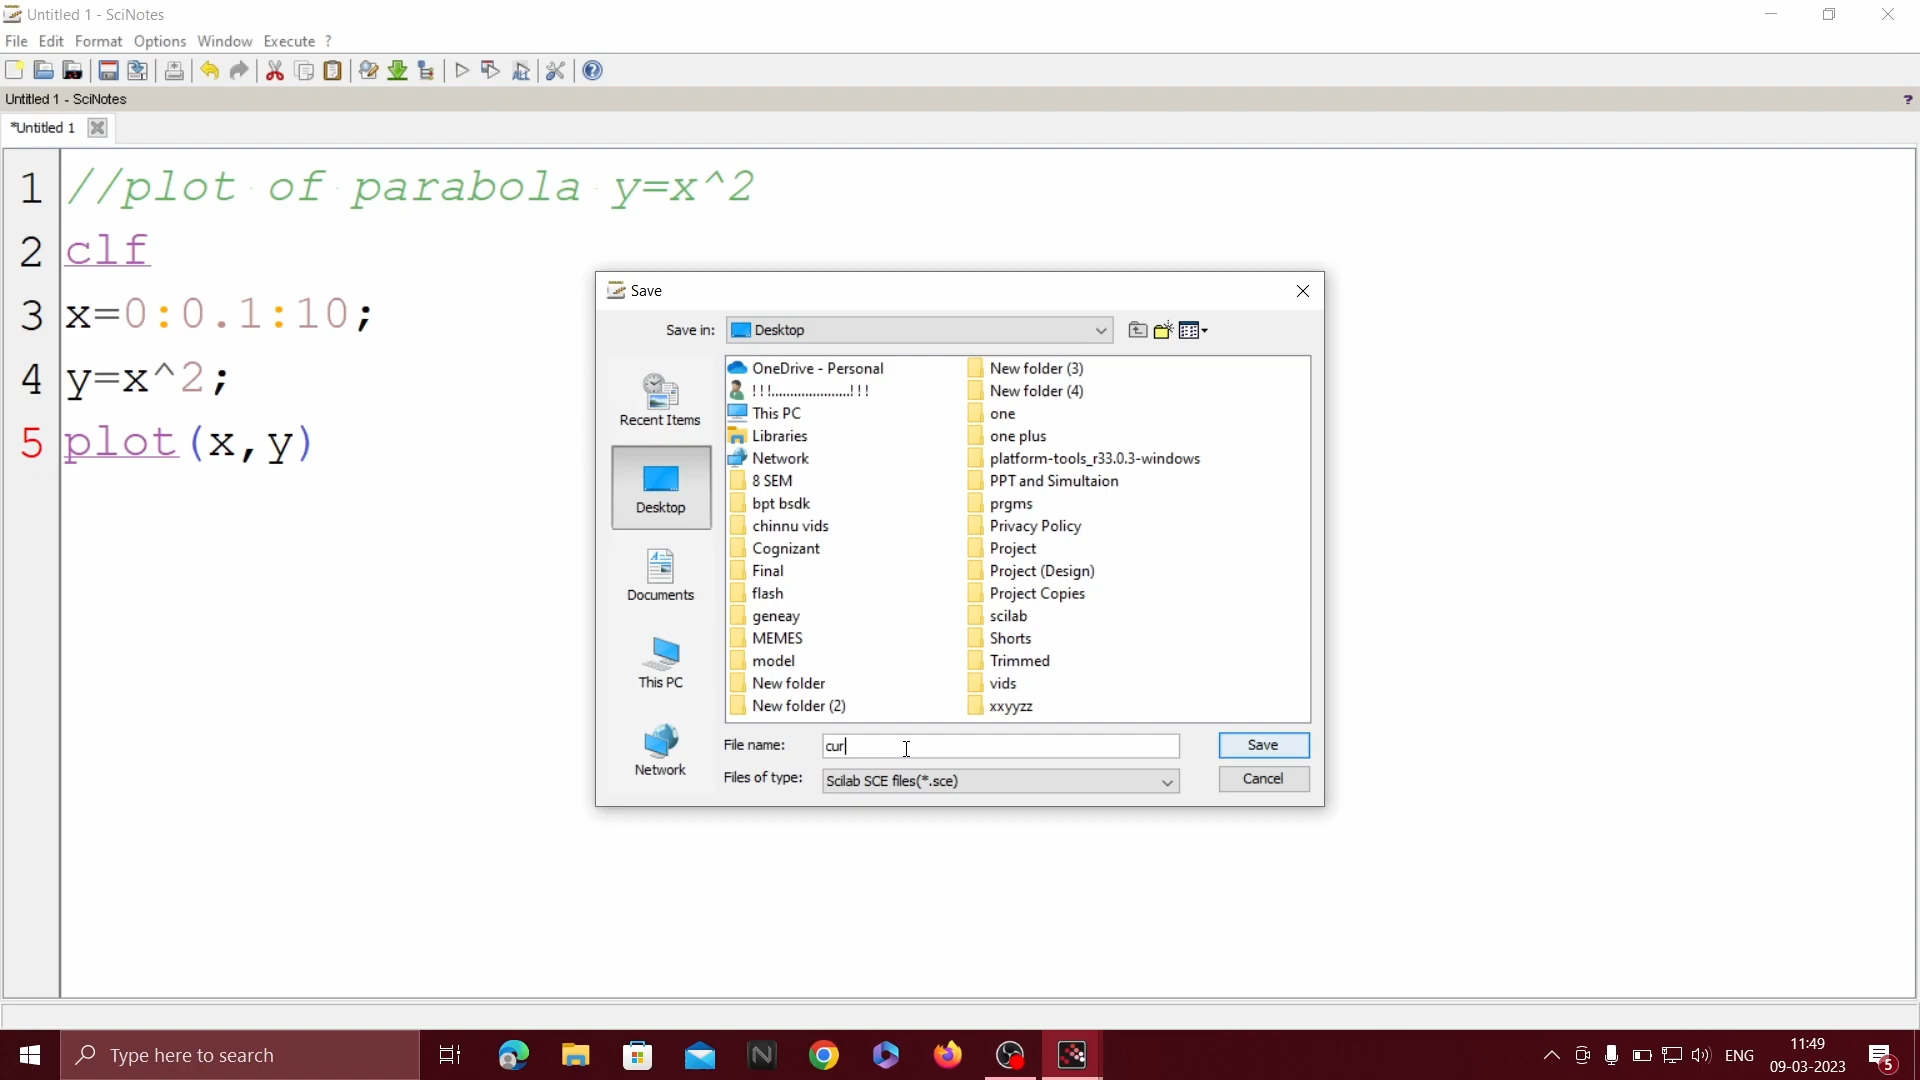 Untitled 1 - SciNotes
File Edit Format Options Window Execute ?
Untitled 1 - SciNotes ?
*Untitled 1
1 //plot of parabola y=x^2
2 clf
3 x=0:0.1:10;
4 y=x^2;
5 plot(x,y)
Save
Save in: Desktop
Recent Items
Desktop
Documents
This PC
Network
OneDrive - Personal
!!!.....................!!!
This PC
Libraries
Network
8 SEM
bpt bsdk
chinnu vids
Cognizant
Final
flash
geneay
MEMES
model
New folder
New folder (2)
New folder (3)
New folder (4)
one
one plus
platform-tools_r33.0.3-windows
PPT and Simultaion
prgms
Privacy Policy
Project
Project (Design)
Project Copies
scilab
Shorts
Trimmed
vids
xxyyzz
File name: cur Save
Files of type: Scilab SCE files(*.sce) Cancel
Type here to search
ENG
11:49
09-03-2023
5